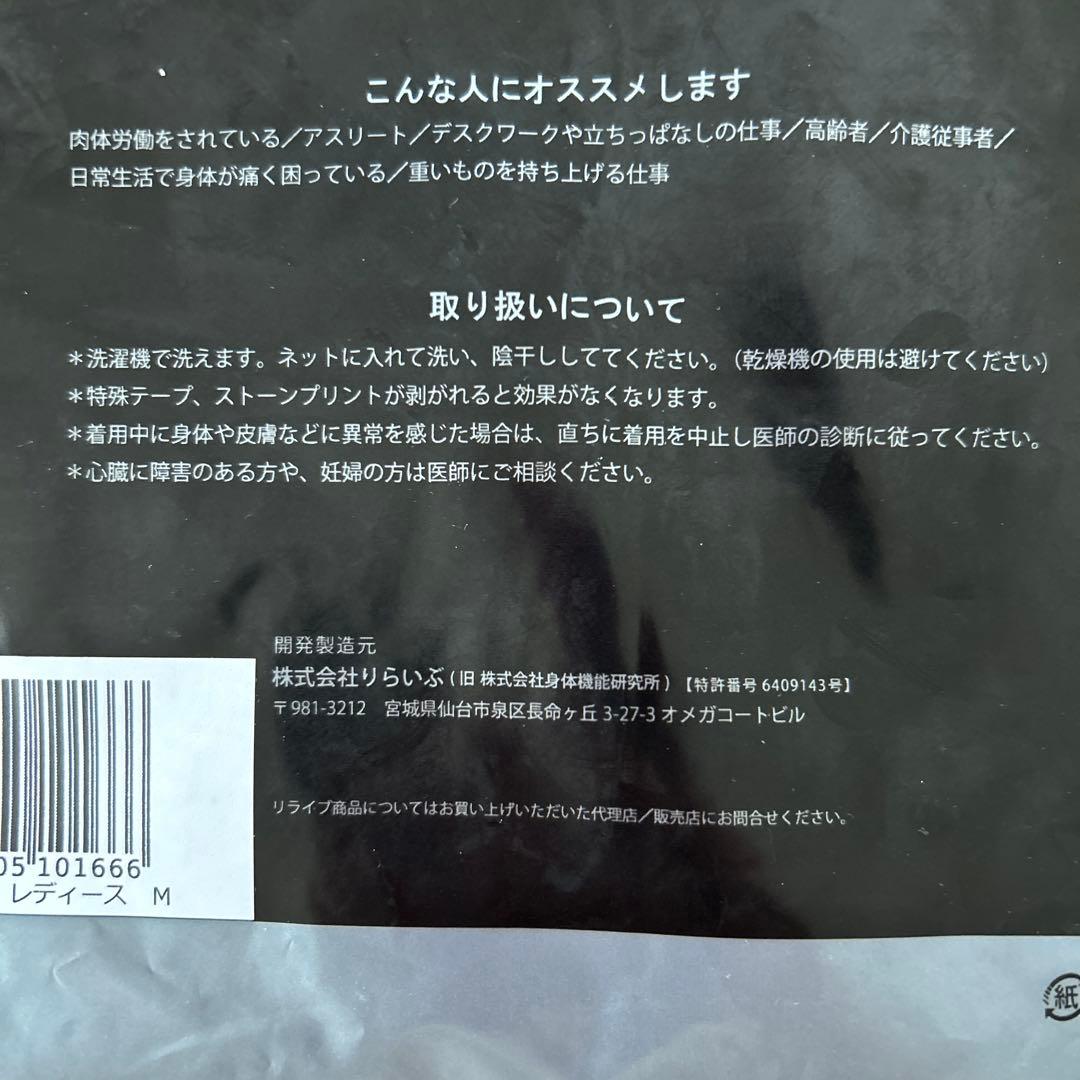 こんな人にオススメします
肉体労働をされている／アスリート／デスクワークや立ちっぱなしの仕事／高齢者／介護従事者／
日常生活で身体が痛く困っている／重いものを持ち上げる仕事
取り扱いについて
＊洗濯機で洗えます。ネットに入れて洗い、陰干ししててください。（乾燥機の使用は避けてください）
＊特殊テープ、ストーンプリントが剥がれると効果がなくなります。
＊着用中に身体や皮膚などに異常を感じた場合は、直ちに着用を中止し医師の診断に従ってください。
＊心臓に障害のある方や、妊婦の方は医師にご相談ください。
開発製造元
株式会社りらいぶ（旧 株式会社身体機能研究所）【特許番号 6409143号】
〒981-3212 宮城県仙台市泉区長命ヶ丘 3-27-3 オメガコートビル
リライブ商品についてはお買い上げいただいた代理店／販売店にお問合せください。
05 101666
レディース M
紙